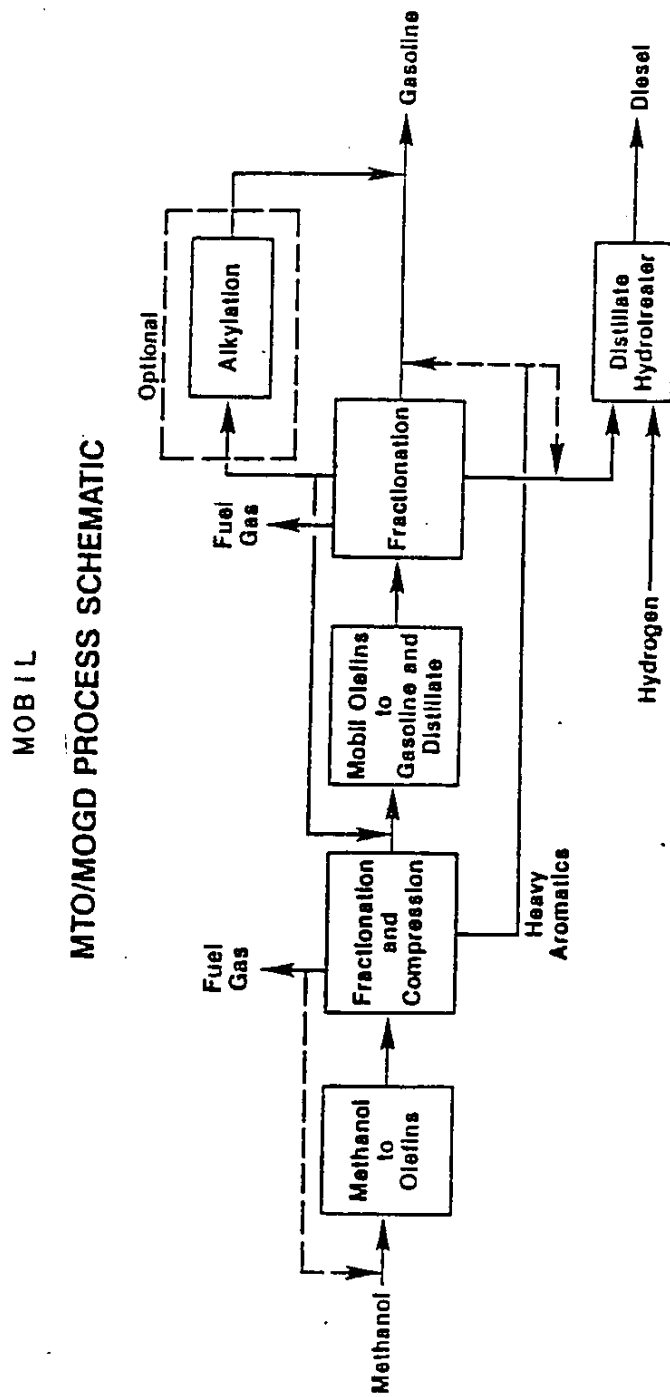 MOBIL
MTO/MOGD PROCESS SCHEMATIC
Optional
Alkylation
Fuel
Gas
Fuel
Gas
Methanol
Methanol
to
Olefins
Fractionation
and
Compression
Mobil Olefins
to
Gasoline and
Distillate
Fractionation
Gasoline
Heavy
Aromatics
Hydrogen
Distillate
Hydrotreater
Diesel